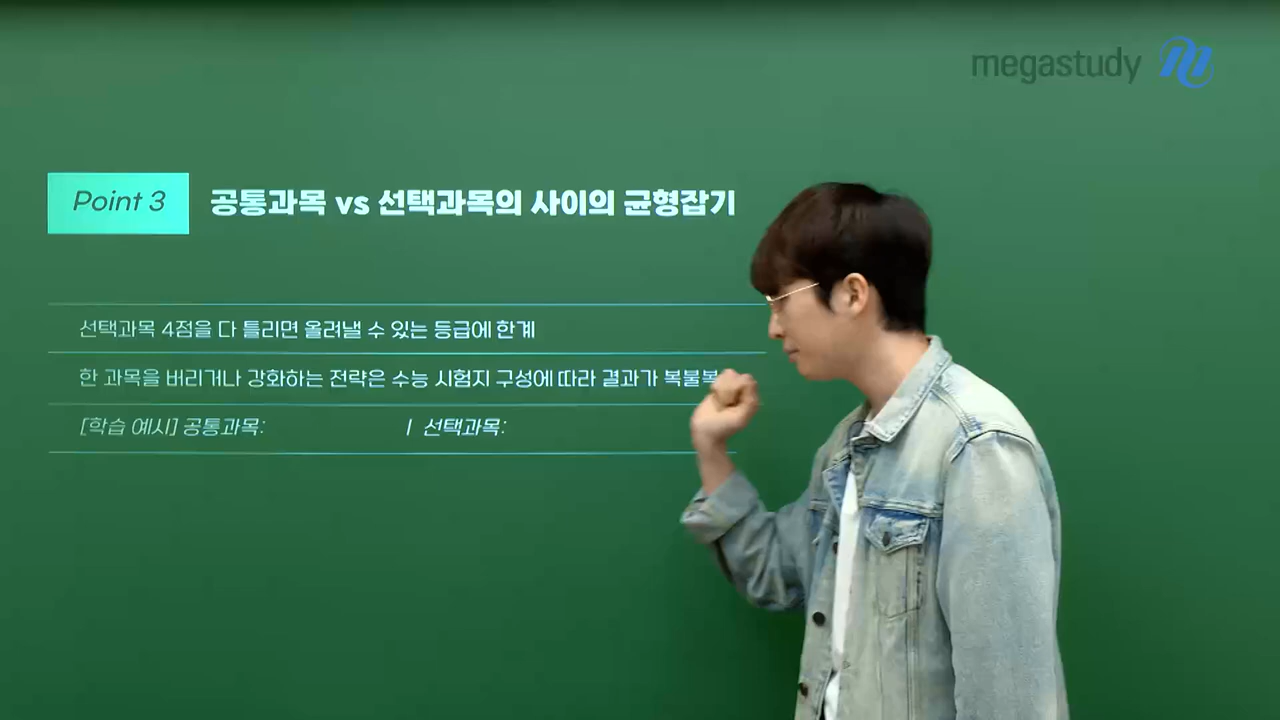 megastudy
Point 3 공통과목 vs 선택과목의 사이의 균형잡기
선택과목 4점을 다 틀리면 올려낼 수 있는 등급에 한계
한 과목을 버리거나 강화하는 전략은 수능 시험지 구성에 따라 결과가 복불복
[학습 예시] 공통과목: | 선택과목: